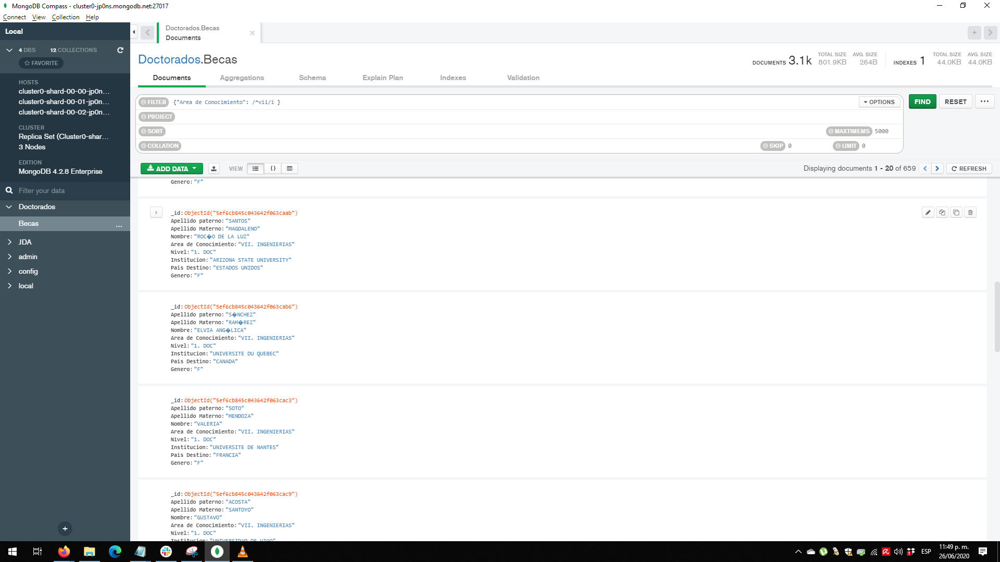 MongoDB Compass - cluster0-jp0ns.mongodb.net:27017
Connect View Collection Help
Local
4 DBS 12 COLLECTIONS
FAVORITE
HOSTS
cluster0-shard-00-00-jp0n...
cluster0-shard-00-01-jp0n...
cluster0-shard-00-02-jp0n...
CLUSTER
Replica Set (Cluster0-shar...
3 Nodes
EDITION
MongoDB 4.2.8 Enterprise
Filter your data
Doctorados
Becas ...
JDA
admin
config
local
+
Doctorados.Becas
Documents
Doctorados.Becas
DOCUMENTS 3.1k TOTAL SIZE 801.9KB AVG. SIZE 264B INDEXES 1 TOTAL SIZE 44.0KB AVG. SIZE 44.0KB
Documents Aggregations Schema Explain Plan Indexes Validation
FILTER {"Area de Conocimiento": /^vii/i } OPTIONS FIND RESET ...
PROJECT
SORT MAXTIMEMS 5000
COLLATION SKIP 0 LIMIT 0
ADD DATA VIEW {} Displaying documents 1 - 20 of 659 < > REFRESH
Genero: "F"
_id: ObjectId("5ef6cb845c043642f063caab")
Apellido paterno: "SANTOS"
Apellido Materno: "MAGDALENO"
Nombre: "ROC�O DE LA LUZ"
Area de Conocimiento: "VII. INGENIERIAS"
Nivel: "1. DOC"
Institucion: "ARIZONA STATE UNIVERSITY"
Pais Destino: "ESTADOS UNIDOS"
Genero: "F"
_id: ObjectId("5ef6cb845c043642f063cab6")
Apellido paterno: "S�NCHEZ"
Apellido Materno: "RAM�REZ"
Nombre: "ELVIA ANG�LICA"
Area de Conocimiento: "VII. INGENIERIAS"
Nivel: "1. DOC"
Institucion: "UNIVERSITE DU QUEBEC"
Pais Destino: "CANADA"
Genero: "F"
_id: ObjectId("5ef6cb845c043642f063cac3")
Apellido paterno: "SOTO"
Apellido Materno: "MENDOZA"
Nombre: "VALERIA"
Area de Conocimiento: "VII. INGENIERIAS"
Nivel: "1. DOC"
Institucion: "UNIVERSITE DE NANTES"
Pais Destino: "FRANCIA"
Genero: "F"
_id: ObjectId("5ef6cb845c043642f063cac9")
Apellido paterno: "ACOSTA"
Apellido Materno: "SANTOYO"
Nombre: "GUSTAVO"
Area de Conocimiento: "VII. INGENIERIAS"
Nivel: "1. DOC"
Institucion: "UNIVERSIDAD DE VIGO"
ESP
11:49 p. m.
26/06/2020